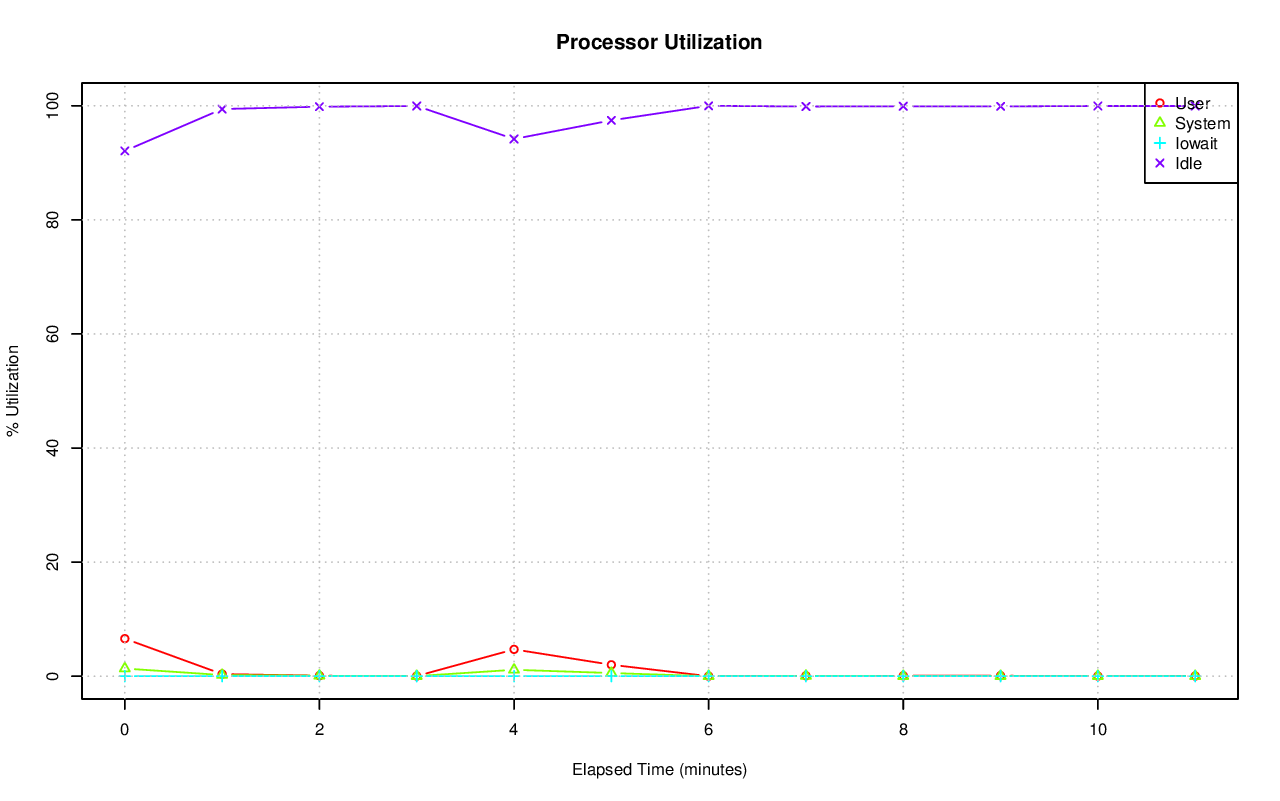 Processor Utilization
100
80
60
40
20
0
% Utilization
User
System
Iowait
Idle
0 2 4 6 8 10
Elapsed Time (minutes)